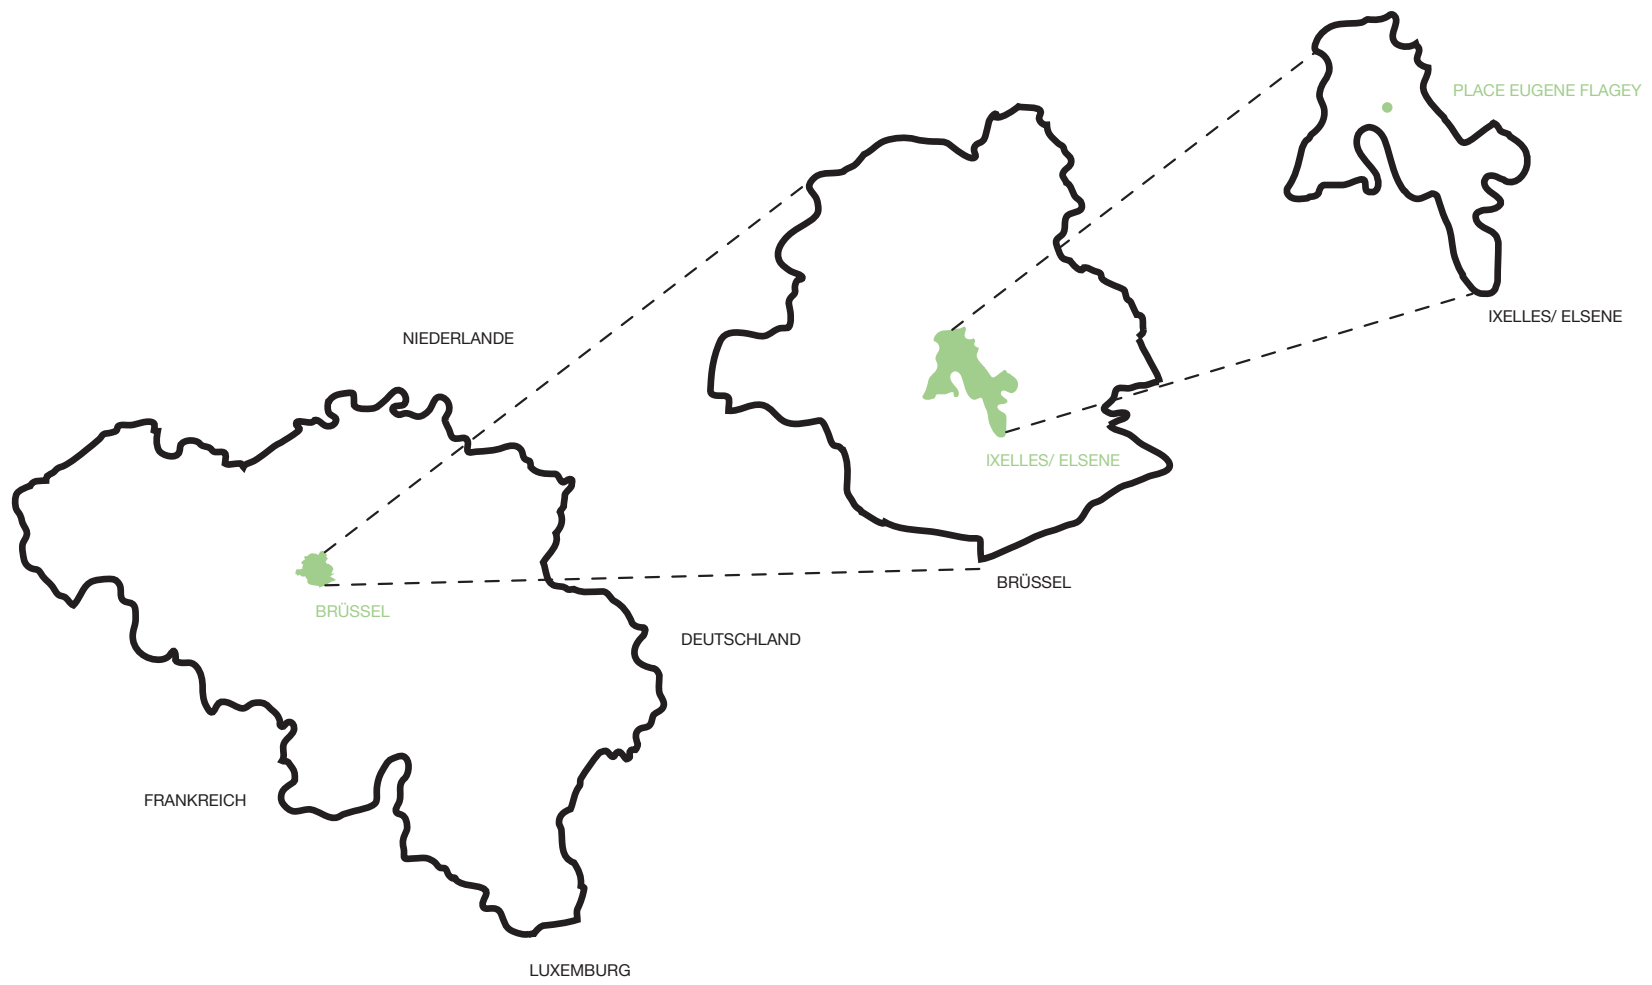 PLACE EUGENE FLAGEY
IXELLES/ ELSENE
NIEDERLANDE
IXELLES/ ELSENE
BRÜSSEL
BRÜSSEL
DEUTSCHLAND
FRANKREICH
LUXEMBURG